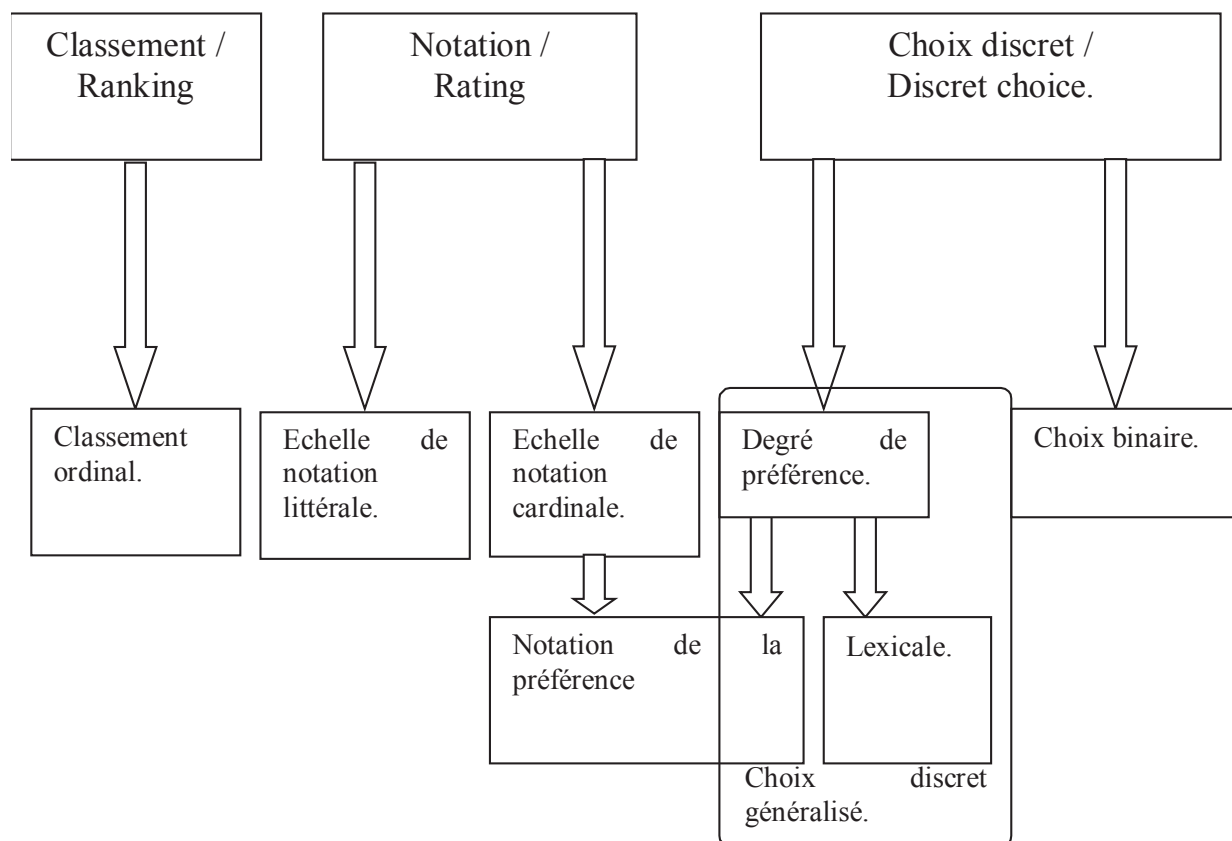 Classement /
Ranking
Notation /
Rating
Choix discret /
Discret choice.
Classement
ordinal.
Echelle de
notation
littérale.
Echelle de
notation
cardinale.
Degré de
préférence.
Choix binaire.
Notation de la
préférence
Lexicale.
Choix discret
généralisé.